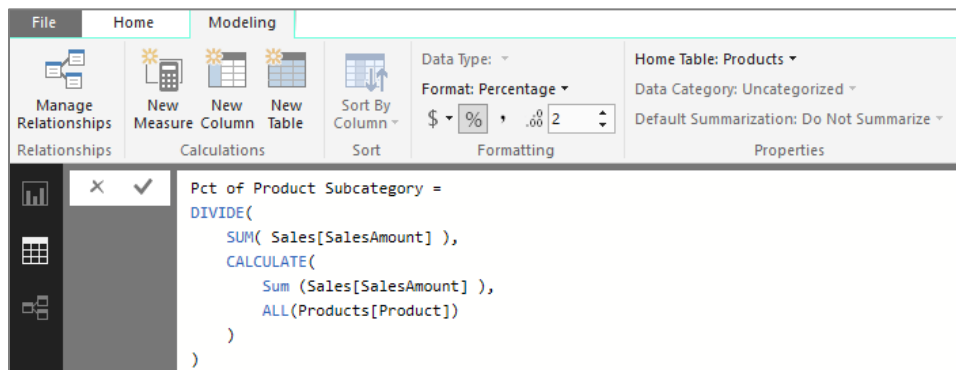 File Home Modeling
Data Type:
Home Table: Products
Format: Percentage
Data Category: Uncategorized
Manage Relationships
New Measure
New Column
New Table
Sort By Column
$ % , .00 2
Default Summarization: Do Not Summarize
Relationships Calculations Sort Formatting Properties
Pct of Product Subcategory =
DIVIDE(
SUM( Sales[SalesAmount] ),
CALCULATE(
Sum (Sales[SalesAmount] ),
ALL(Products[Product])
)
)